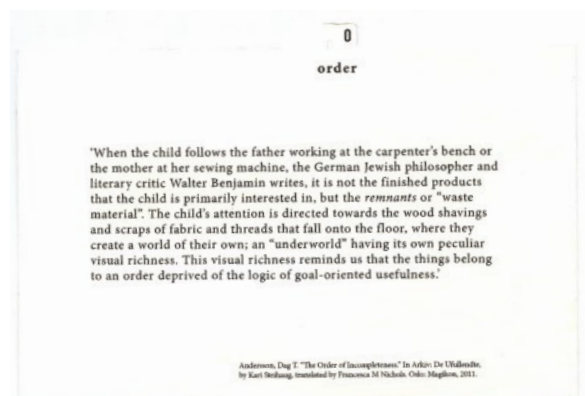 0
order
'When the child follows the father working at the carpenter's bench or
the mother at her sewing machine, the German Jewish philosopher and
literary critic Walter Benjamin writes, it is not the finished products
that the child is primarily interested in, but the remnants or "waste
material". The child's attention is directed towards the wood shavings
and scraps of fabric and threads that fall onto the floor, where they
create a world of their own; an "underworld" having its own peculiar
visual richness. This visual richness reminds us that the things belong
to an order deprived of the logic of goal-oriented usefulness.'
Andersson, Dag T. "The Order of Incompleteness." In Arkiv: De Ufullendte,
by Kari Steihaug, translated by Francesca M Nichols. Oslo: Magikon, 2011.